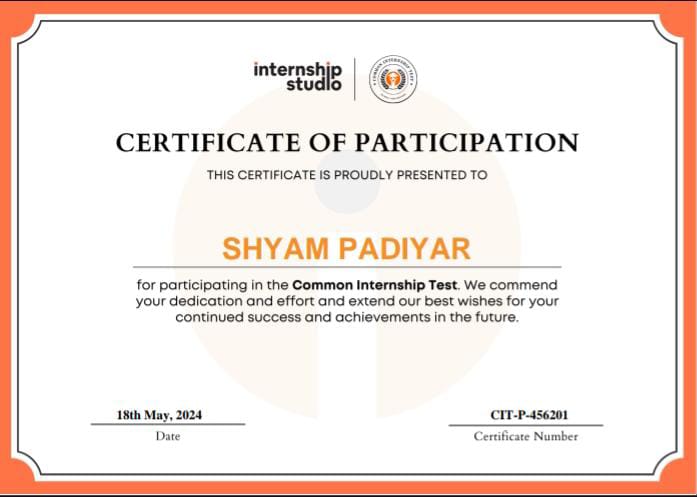 internship
studio
COMMON INTERNSHIP TEST
CERTIFICATE OF PARTICIPATION
THIS CERTIFICATE IS PROUDLY PRESENTED TO
SHYAM PADIYAR
for participating in the Common Internship Test. We commend
your dedication and effort and extend our best wishes for your
continued success and achievements in the future.
18th May, 2024
Date
CIT-P-456201
Certificate Number